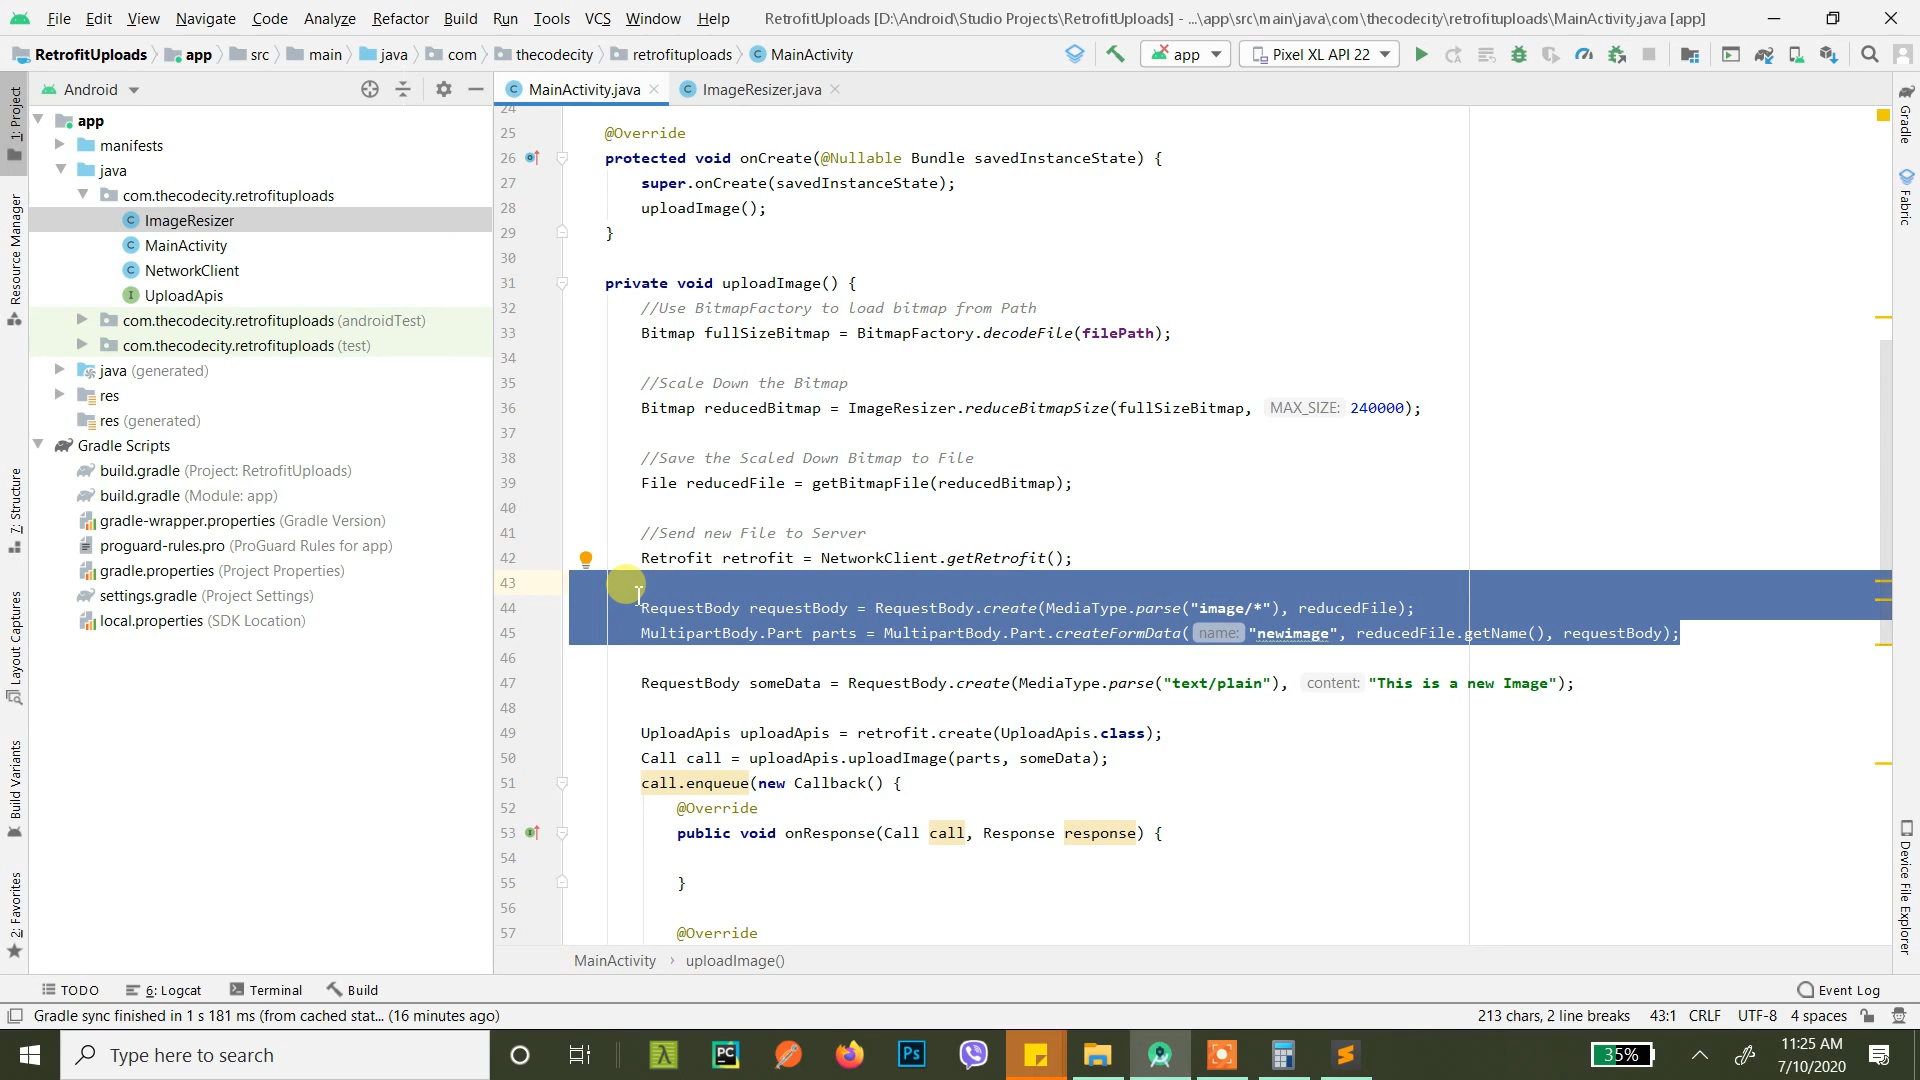 File Edit View Navigate Code Analyze Refactor Build Run Tools VCS Window Help RetrofitUploads [D:\Android\Studio Projects\RetrofitUploads] - ...\app\src\main\java\com\thecodecity\retrofituploads\MainActivity.java [app]
RetrofitUploads app src main java com thecodecity retrofituploads MainActivity app Pixel XL API 22
Android
MainActivity.java ImageResizer.java
1: Project
Resource Manager
7: Structure
Layout Captures
Build Variants
2: Favorites
app
manifests
java
com.thecodecity.retrofituploads
ImageResizer
MainActivity
NetworkClient
UploadApis
com.thecodecity.retrofituploads (androidTest)
com.thecodecity.retrofituploads (test)
java (generated)
res
res (generated)
Gradle Scripts
build.gradle (Project: RetrofitUploads)
build.gradle (Module: app)
gradle-wrapper.properties (Gradle Version)
proguard-rules.pro (ProGuard Rules for app)
gradle.properties (Project Properties)
settings.gradle (Project Settings)
local.properties (SDK Location)
24
25 @Override
26 protected void onCreate(@Nullable Bundle savedInstanceState) {
27 super.onCreate(savedInstanceState);
28 uploadImage();
29 }
30
31 private void uploadImage() {
32 //Use BitmapFactory to load bitmap from Path
33 Bitmap fullSizeBitmap = BitmapFactory.decodeFile(filePath);
34
35 //Scale Down the Bitmap
36 Bitmap reducedBitmap = ImageResizer.reduceBitmapSize(fullSizeBitmap, MAX_SIZE: 240000);
37
38 //Save the Scaled Down Bitmap to File
39 File reducedFile = getBitmapFile(reducedBitmap);
40
41 //Send new File to Server
42 Retrofit retrofit = NetworkClient.getRetrofit();
43
44 RequestBody requestBody = RequestBody.create(MediaType.parse("image/*"), reducedFile);
45 MultipartBody.Part parts = MultipartBody.Part.createFormData( name: "newimage", reducedFile.getName(), requestBody);
46
47 RequestBody someData = RequestBody.create(MediaType.parse("text/plain"), content: "This is a new Image");
48
49 UploadApis uploadApis = retrofit.create(UploadApis.class);
50 Call call = uploadApis.uploadImage(parts, someData);
51 call.enqueue(new Callback() {
52 @Override
53 public void onResponse(Call call, Response response) {
54
55 }
56
57 @Override
MainActivity › uploadImage()
Gradle
Fabric
Device File Explorer
TODO 6: Logcat Terminal Build Event Log
Gradle sync finished in 1 s 181 ms (from cached stat... (16 minutes ago) 213 chars, 2 line breaks 43:1 CRLF UTF-8 4 spaces
Type here to search
PC
Ps
35%
11:25 AM
7/10/2020